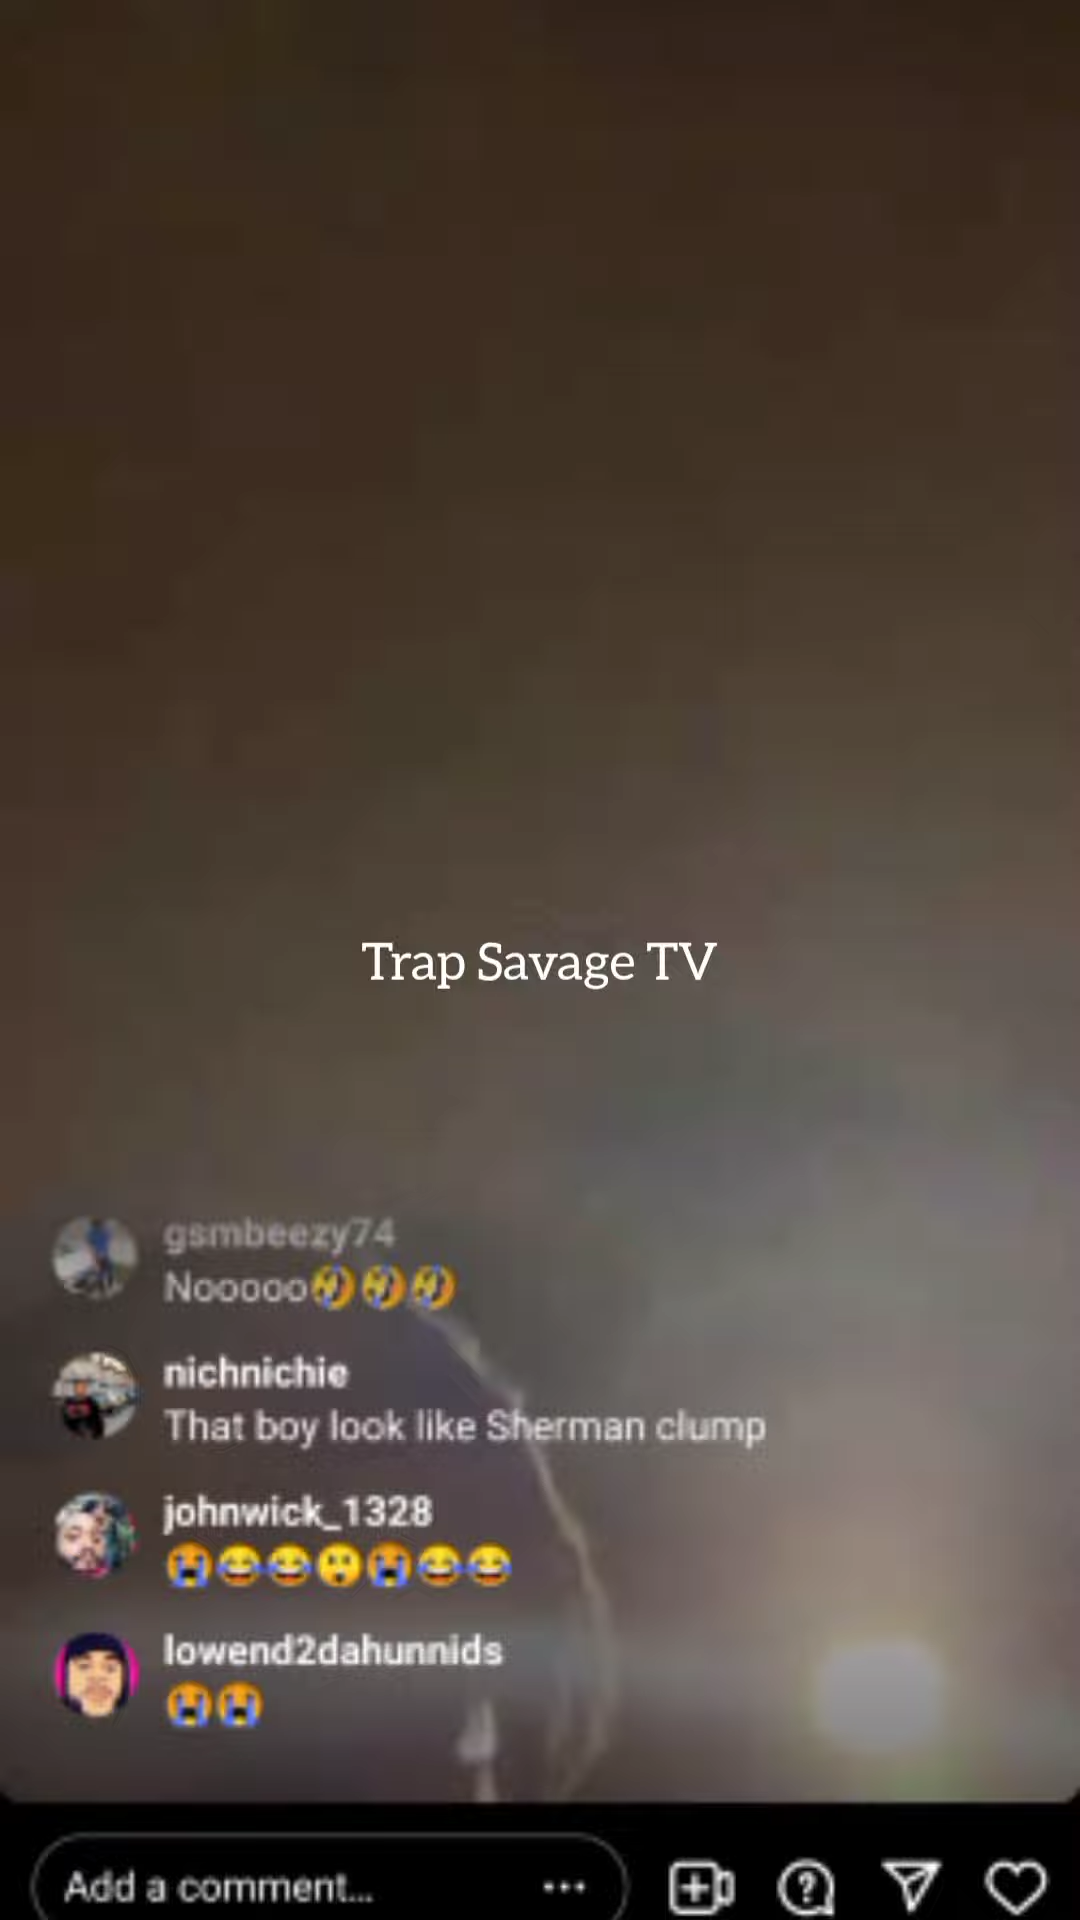 Trap Savage TV
gsmbeezy74
Nooooo🤣🤣🤣
nichnichie
That boy look like Sherman clump
johnwick_1328
😭😂😂😲😭😂😂
lowend2dahunnids
😭😭
Add a comment...